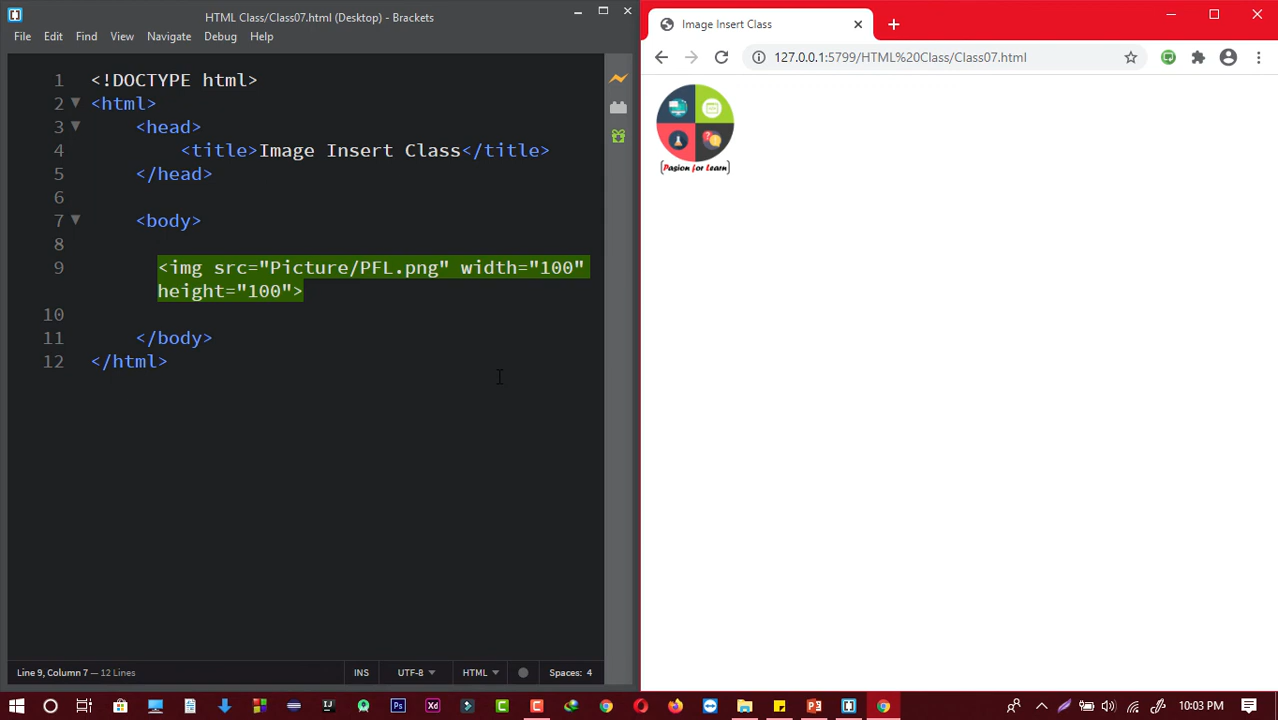 HTML Class/Class07.html (Desktop) - Brackets
File Edit Find View Navigate Debug Help
1 <!DOCTYPE html>
2 <html>
3 <head>
4 <title>Image Insert Class</title>
5 </head>
6
7 <body>
8
9 <img src="Picture/PFL.png" width="100"
height="100">
10
11 </body>
12 </html>
Line 9, Column 7 — 12 Lines
INS UTF-8 HTML Spaces: 4
Image Insert Class
127.0.0.1:5799/HTML%20Class/Class07.html
Pasion for Learn
10:03 PM